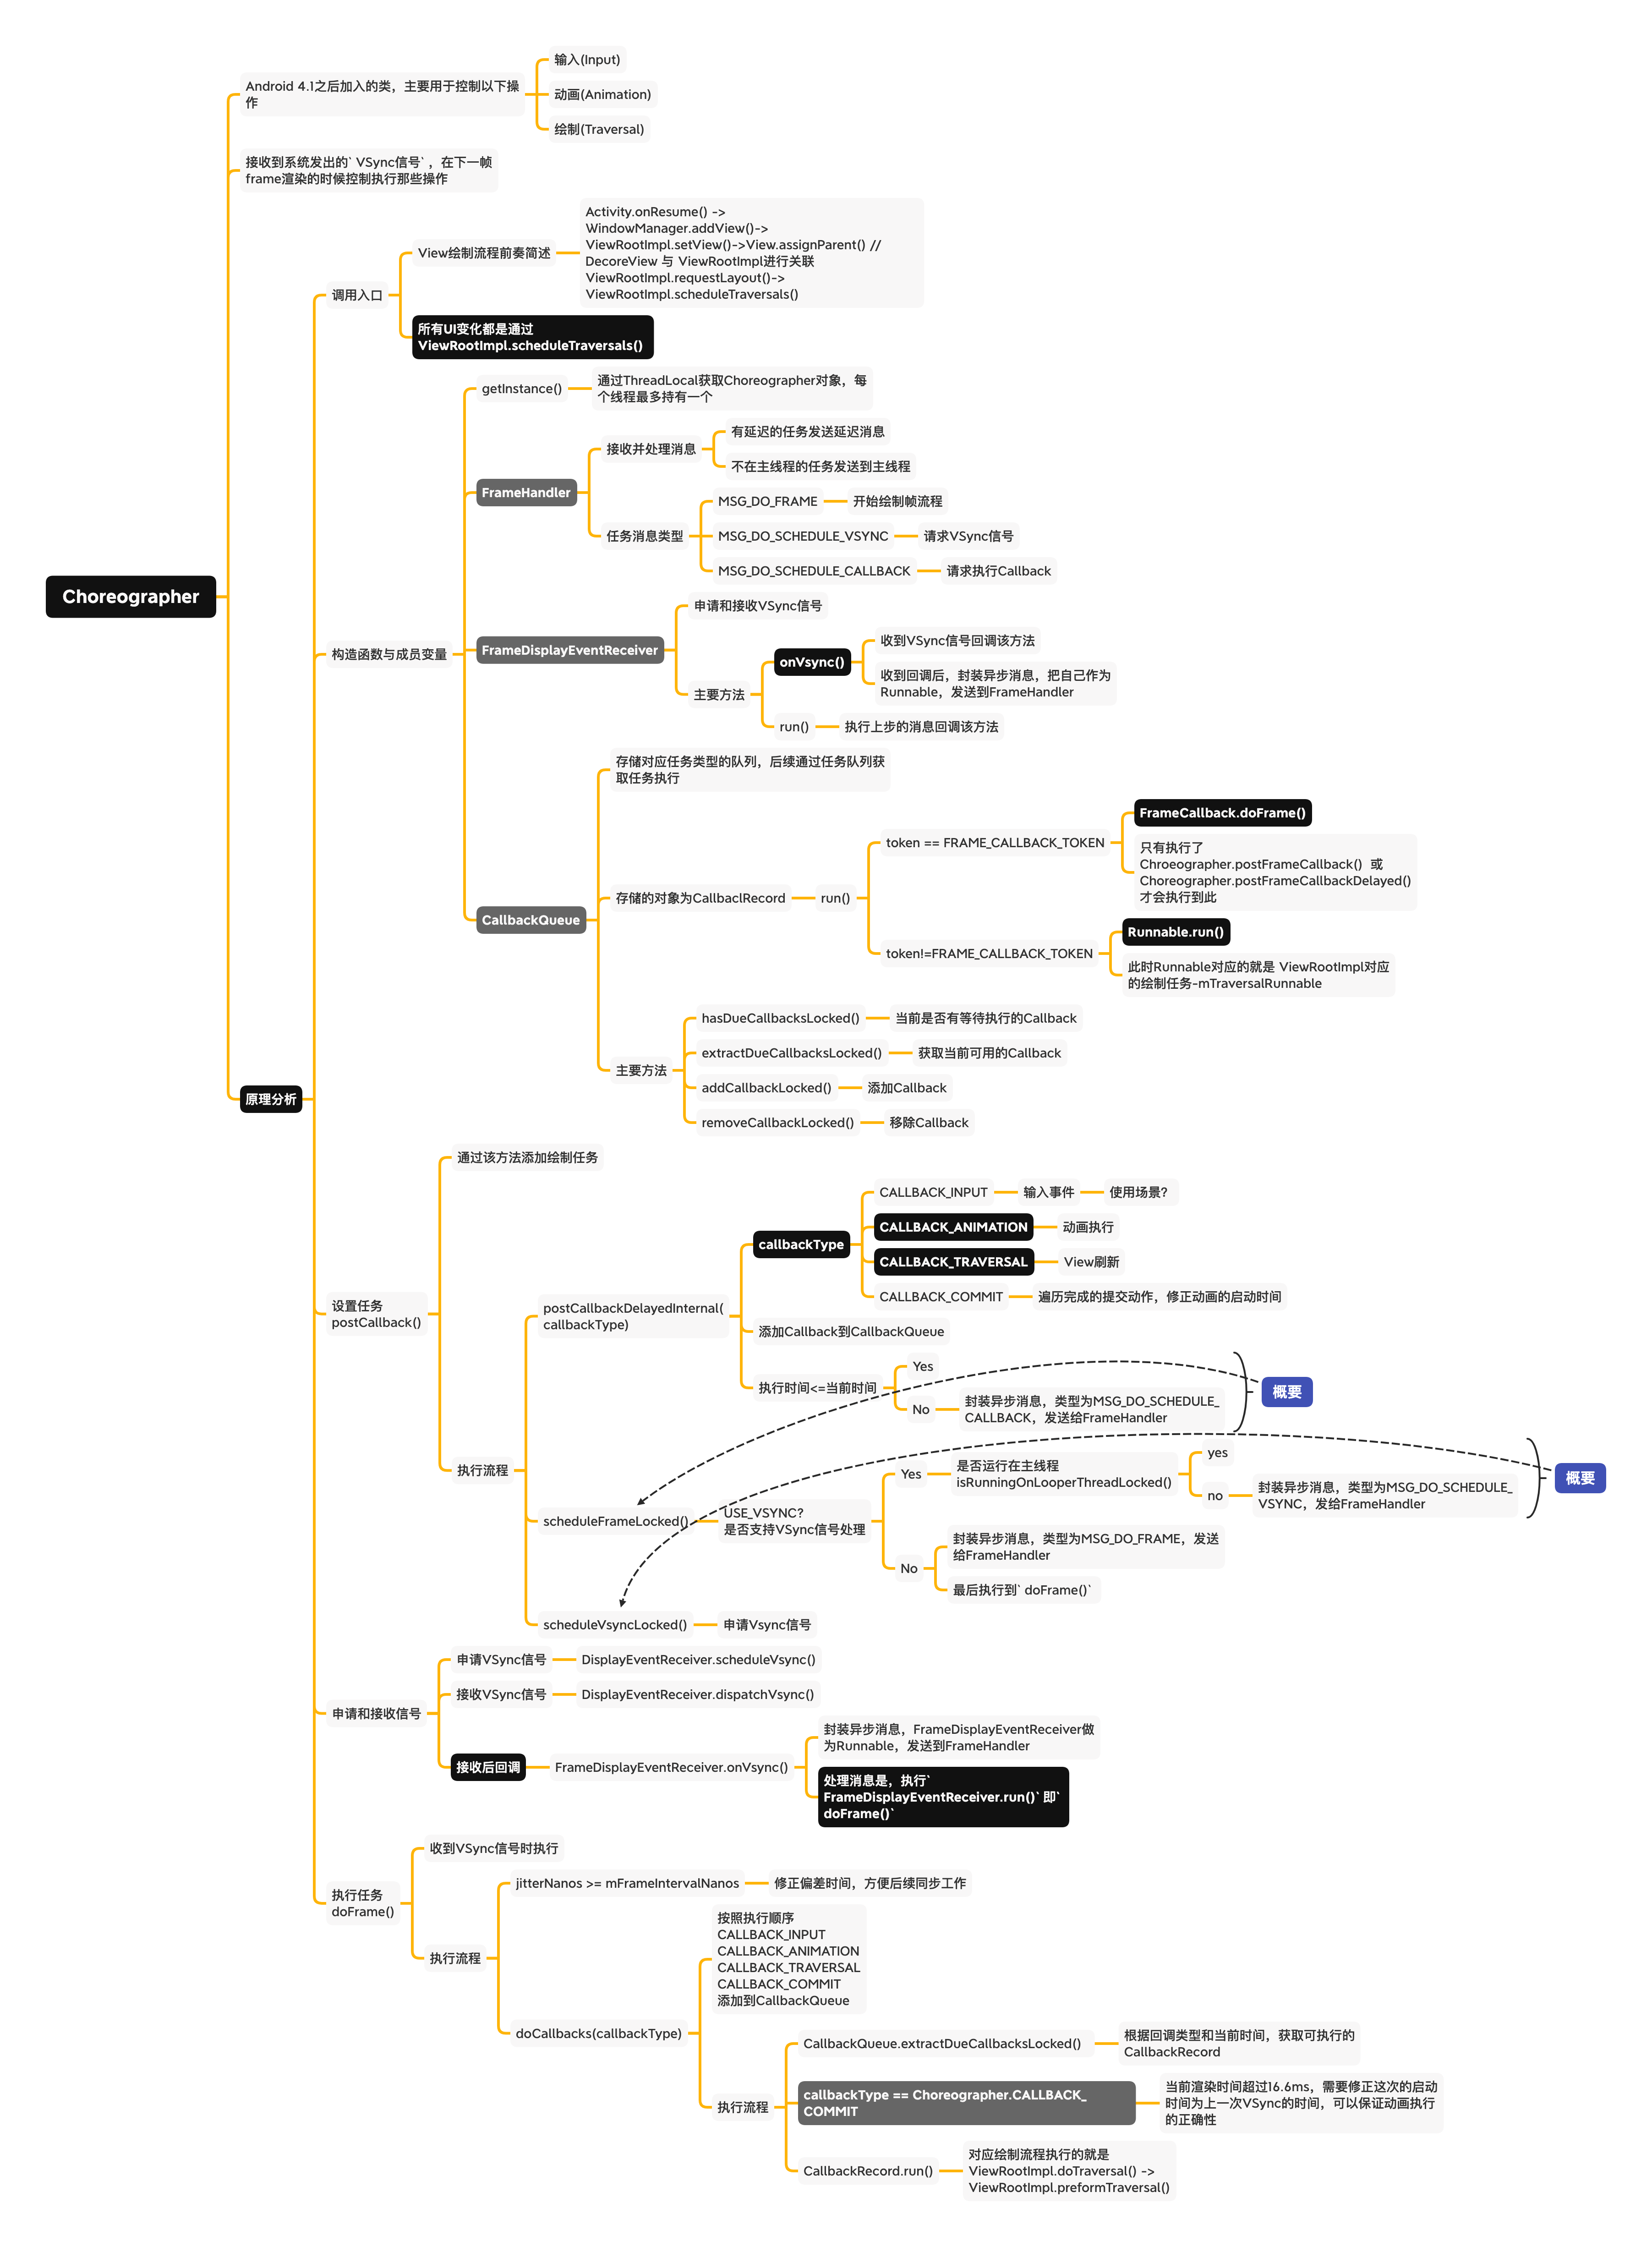 Choreographer
Android 4.1之后加入的类，主要用于控制以下操
作
输入(Input)
动画(Animation)
绘制(Traversal)
接收到系统发出的` VSync信号` ，在下一帧
frame渲染的时候控制执行那些操作
原理分析
调用入口
View绘制流程前奏简述
Activity.onResume() ->
WindowManager.addView()->
ViewRootImpl.setView()->View.assignParent() //
DecoreView 与 ViewRootImpl进行关联
ViewRootImpl.requestLayout()->
ViewRootImpl.scheduleTraversals()
所有UI变化都是通过
ViewRootImpl.scheduleTraversals()
构造函数与成员变量
getInstance()
通过ThreadLocal获取Choreographer对象，每
个线程最多持有一个
FrameHandler
接收并处理消息
有延迟的任务发送延迟消息
不在主线程的任务发送到主线程
任务消息类型
MSG_DO_FRAME
开始绘制帧流程
MSG_DO_SCHEDULE_VSYNC
请求VSync信号
MSG_DO_SCHEDULE_CALLBACK
请求执行Callback
FrameDisplayEventReceiver
申请和接收VSync信号
主要方法
onVsync()
收到VSync信号回调该方法
收到回调后，封装异步消息，把自己作为
Runnable，发送到FrameHandler
run()
执行上步的消息回调该方法
CallbackQueue
存储对应任务类型的队列，后续通过任务队列获
取任务执行
存储的对象为CallbaclRecord
run()
token == FRAME_CALLBACK_TOKEN
FrameCallback.doFrame()
只有执行了
Chroeographer.postFrameCallback() 或
Choreographer.postFrameCallbackDelayed()
才会执行到此
token!=FRAME_CALLBACK_TOKEN
Runnable.run()
此时Runnable对应的就是 ViewRootImpl对应
的绘制任务-mTraversalRunnable
主要方法
hasDueCallbacksLocked()
当前是否有等待执行的Callback
extractDueCallbacksLocked()
获取当前可用的Callback
addCallbackLocked()
添加Callback
removeCallbackLocked()
移除Callback
设置任务
postCallback()
通过该方法添加绘制任务
执行流程
postCallbackDelayedInternal(
callbackType)
callbackType
CALLBACK_INPUT
输入事件
使用场景？
CALLBACK_ANIMATION
动画执行
CALLBACK_TRAVERSAL
View刷新
CALLBACK_COMMIT
遍历完成的提交动作，修正动画的启动时间
添加Callback到CallbackQueue
执行时间<=当前时间
Yes
No
封装异步消息，类型为MSG_DO_SCHEDULE_
CALLBACK，发送给FrameHandler
概要
scheduleFrameLocked()
USE_VSYNC?
是否支持VSync信号处理
Yes
是否运行在主线程
isRunningOnLooperThreadLocked()
yes
no
封装异步消息，类型为MSG_DO_SCHEDULE_
VSYNC，发给FrameHandler
概要
No
封装异步消息，类型为MSG_DO_FRAME，发送
给FrameHandler
最后执行到` doFrame()`
scheduleVsyncLocked()
申请Vsync信号
申请和接收信号
申请VSync信号
DisplayEventReceiver.scheduleVsync()
接收VSync信号
DisplayEventReceiver.dispatchVsync()
接收后回调
FrameDisplayEventReceiver.onVsync()
封装异步消息，FrameDisplayEventReceiver做
为Runnable，发送到FrameHandler
处理消息是，执行`
FrameDisplayEventReceiver.run()` 即`
doFrame()`
执行任务
doFrame()
收到VSync信号时执行
执行流程
jitterNanos >= mFrameIntervalNanos
修正偏差时间，方便后续同步工作
doCallbacks(callbackType)
按照执行顺序
CALLBACK_INPUT
CALLBACK_ANIMATION
CALLBACK_TRAVERSAL
CALLBACK_COMMIT
添加到CallbackQueue
执行流程
CallbackQueue.extractDueCallbacksLocked()
根据回调类型和当前时间，获取可执行的
CallbackRecord
callbackType == Choreographer.CALLBACK_
COMMIT
当前渲染时间超过16.6ms，需要修正这次的启动
时间为上一次VSync的时间，可以保证动画执行
的正确性
CallbackRecord.run()
对应绘制流程执行的就是
ViewRootImpl.doTraversal() ->
ViewRootImpl.preformTraversal()